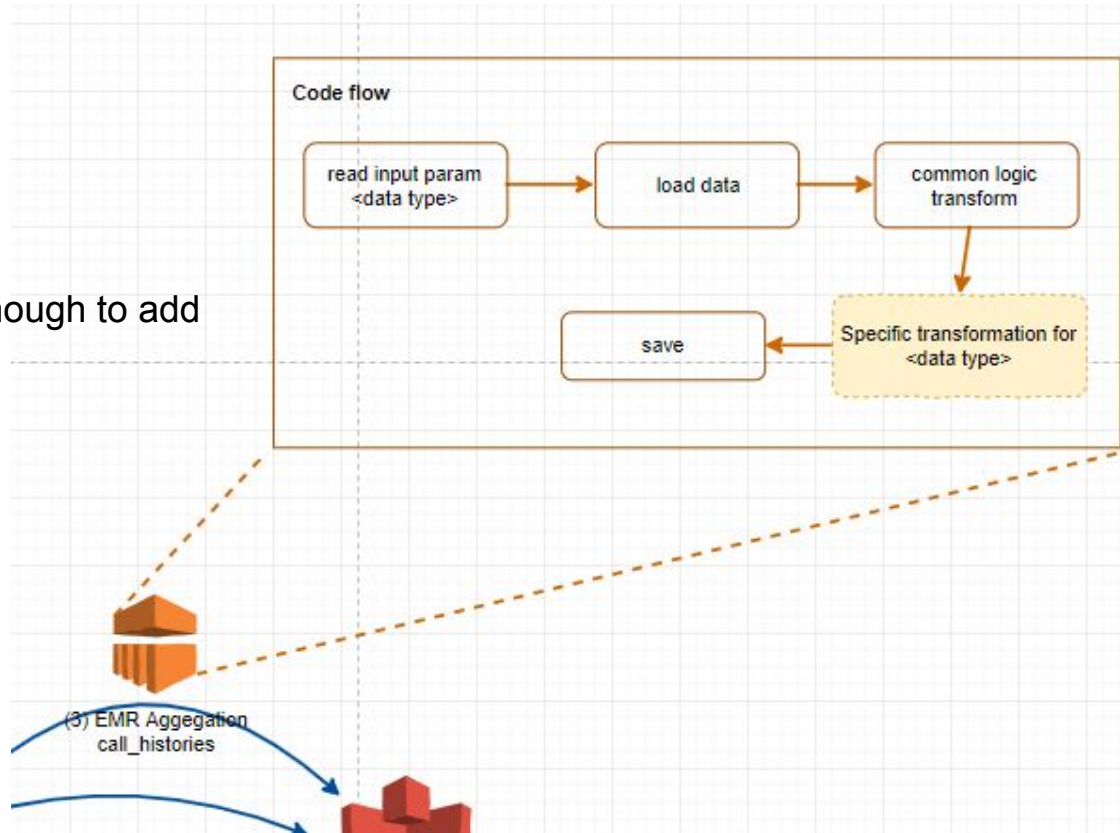 Code flow
read input param
<data type>
load data
common logic
transform
nough to add
save
Specific transformation for
<data type>
(3) EMR Aggegation
call_histories